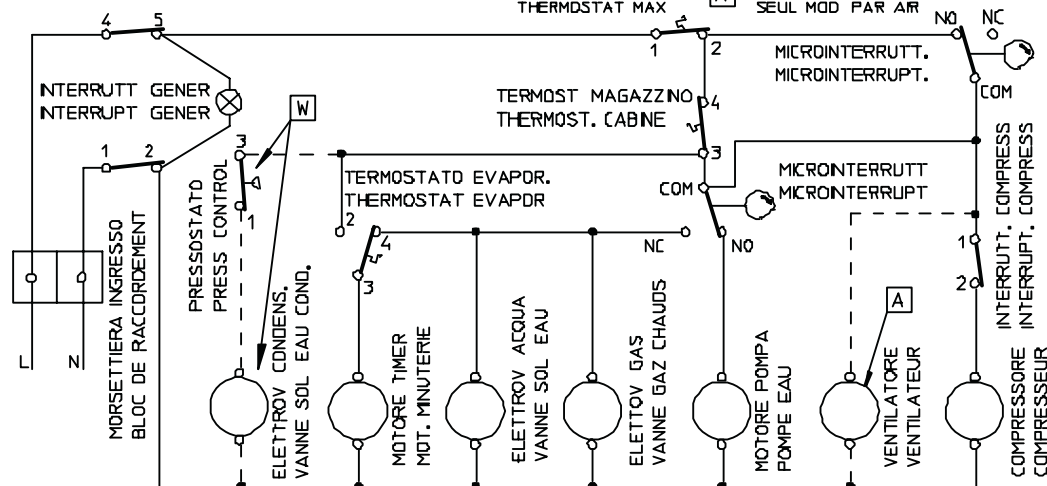 THERMOSTAT MAX
SEUL MOD PAR AIR
4 5
1 2
NO NC
MICROINTERRUTT.
MICROINTERRUPT.
COM
INTERRUTT GENER
INTERRUPT GENER
W
TERMOST MAGAZZINO
THERMOST. CABINE
4
3
1 2
3
1
PRESSOSTATO
PRESS CONTROL
TERMOSTATO EVAPOR.
THERMOSTAT EVAPOR
2
4
3
COM
MICROINTERRUTT
MICROINTERRUPT
NC
NO
1
2
INTERRUTT. COMPRESS
INTERRUPT. COMPRESS
A
L
N
MORSETTIERA INGRESSO
BLOC DE RACCORDEMENT
ELETTROV CONDENS.
VANNE SOL EAU COND.
MOTORE TIMER
MOT. MINUTERIE
ELETTROV ACQUA
VANNE SOL EAU
ELETTOV GAS
VANNE GAZ CHAUDS
MOTORE POMPA
POMPE EAU
VENTILATORE
VENTILATEUR
COMPRESSORE
COMPRESSEUR